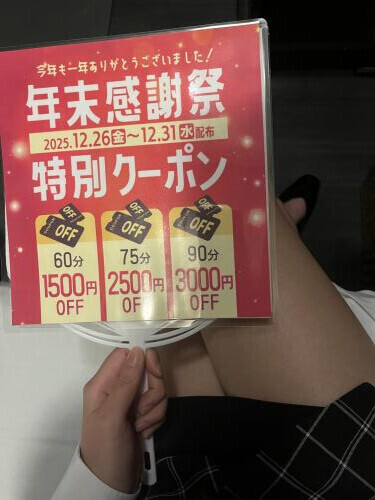 今年も一年ありがとうございました!
年末感謝祭
2025.12.26金～12.31水配布
特別クーポン
OFF OFF OFF
OFF OFF OFF
60分 75分 90分
1500円 2500円 3000円
OFF OFF OFF